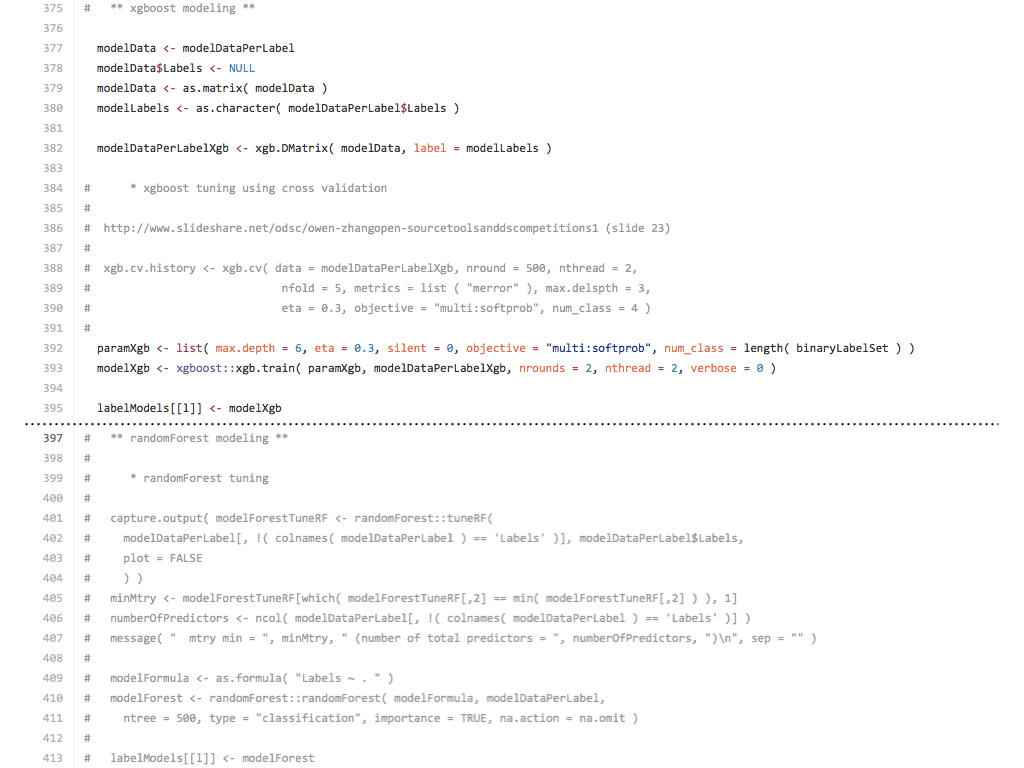 375 # ** xgboost modeling **
376
377 modelData <- modelDataPerLabel
378 modelData$Labels <- NULL
379 modelData <- as.matrix( modelData )
380 modelLabels <- as.character( modelDataPerLabel$Labels )
381
382 modelDataPerLabelXgb <- xgb.DMatrix( modelData, label = modelLabels )
383
384 # * xgboost tuning using cross validation
385 #
386 # http://www.slideshare.net/odsc/owen-zhangopen-sourcetoolsanddscompetitions1 (slide 23)
387 #
388 # xgb.cv.history <- xgb.cv( data = modelDataPerLabelXgb, nround = 500, nthread = 2,
389 # nfold = 5, metrics = list ( "merror" ), max.delspth = 3,
390 # eta = 0.3, objective = "multi:softprob", num_class = 4 )
391 #
392 paramXgb <- list( max.depth = 6, eta = 0.3, silent = 0, objective = "multi:softprob", num_class = length( binaryLabelSet ) )
393 modelXgb <- xgboost::xgb.train( paramXgb, modelDataPerLabelXgb, nrounds = 2, nthread = 2, verbose = 0 )
394
395 labelModels[[l]] <- modelXgb
397 # ** randomForest modeling **
398 #
399 # * randomForest tuning
400 #
401 # capture.output( modelForestTuneRF <- randomForest::tuneRF(
402 # modelDataPerLabel[, !( colnames( modelDataPerLabel ) == 'Labels' )], modelDataPerLabel$Labels,
403 # plot = FALSE
404 # ) )
405 # minMtry <- modelForestTuneRF[which( modelForestTuneRF[,2] == min( modelForestTuneRF[,2] ) ), 1]
406 # numberOfPredictors <- ncol( modelDataPerLabel[, !( colnames( modelDataPerLabel ) == 'Labels' )] )
407 # message( "  mtry min = ", minMtry, " (number of total predictors = ", numberOfPredictors, ")\n", sep = "" )
408 #
409 # modelFormula <- as.formula( "Labels ~ . " )
410 # modelForest <- randomForest::randomForest( modelFormula, modelDataPerLabel,
411 # ntree = 500, type = "classification", importance = TRUE, na.action = na.omit )
412 #
413 # labelModels[[l]] <- modelForest